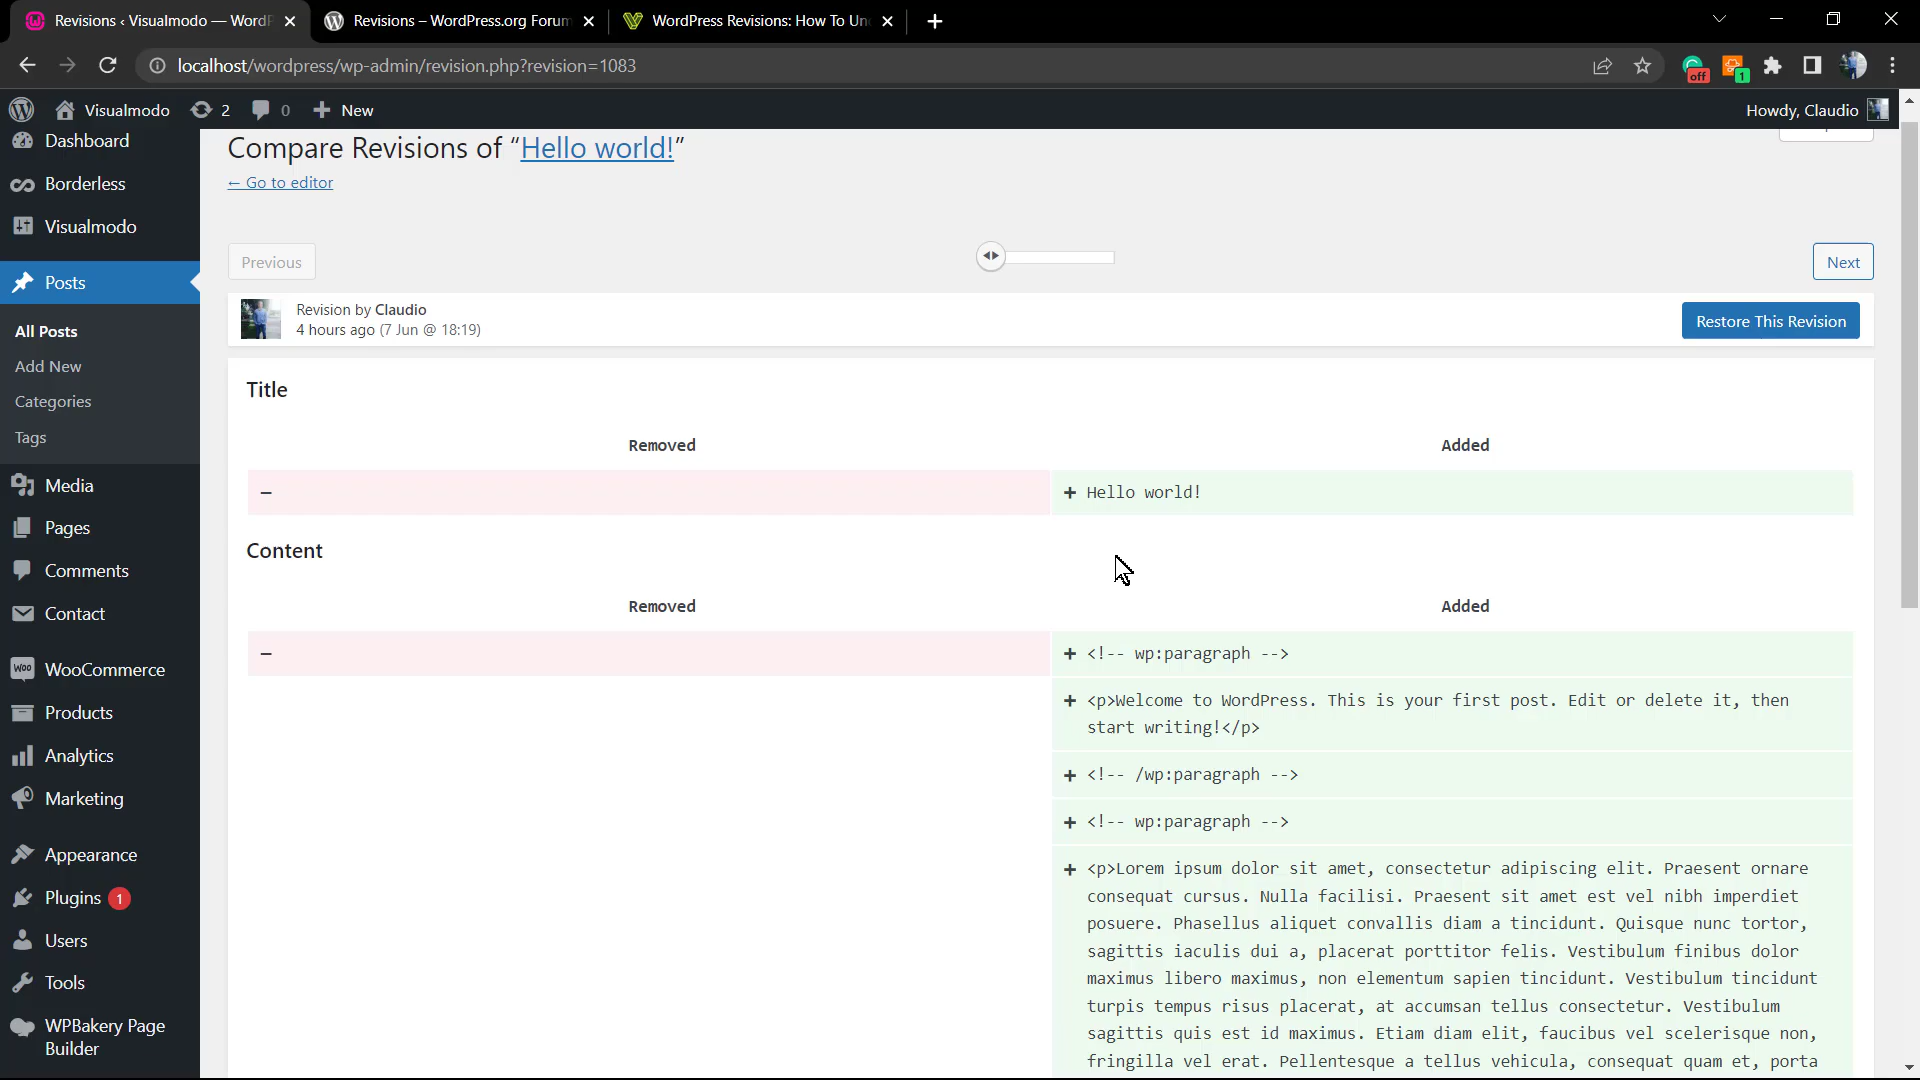 Revisions ‹ Visualmodo — WordP
Revisions – WordPress.org Forum
WordPress Revisions: How To Un
localhost/wordpress/wp-admin/revision.php?revision=1083
off
1
Visualmodo
2
0
New
Howdy, Claudio
Dashboard
Borderless
Visualmodo
Posts
All Posts
Add New
Categories
Tags
Media
Pages
Comments
Contact
WooCommerce
Products
Analytics
Marketing
Appearance
Plugins 1
Users
Tools
WPBakery Page
Builder
Compare Revisions of “Hello world!”
← Go to editor
Previous
Next
Revision by Claudio
4 hours ago (7 Jun @ 18:19)
Restore This Revision
Title
Removed Added
− + Hello world!
Content
Removed Added
− + <!-- wp:paragraph -->
+ <p>Welcome to WordPress. This is your first post. Edit or delete it, then
start writing!</p>
+ <!-- /wp:paragraph -->
+ <!-- wp:paragraph -->
+ <p>Lorem ipsum dolor sit amet, consectetur adipiscing elit. Praesent ornare
consequat cursus. Nulla facilisi. Praesent sit amet est vel nibh imperdiet
posuere. Phasellus aliquet convallis diam a tincidunt. Quisque nunc tortor,
sagittis iaculis dui a, placerat porttitor felis. Vestibulum finibus dolor
maximus libero maximus, non elementum sapien tincidunt. Vestibulum tincidunt
turpis tempus risus placerat, at accumsan tellus consectetur. Vestibulum
sagittis quis est id maximus. Etiam diam elit, faucibus vel scelerisque non,
fringilla vel erat. Pellentesque a tellus vehicula, consequat quam et, porta